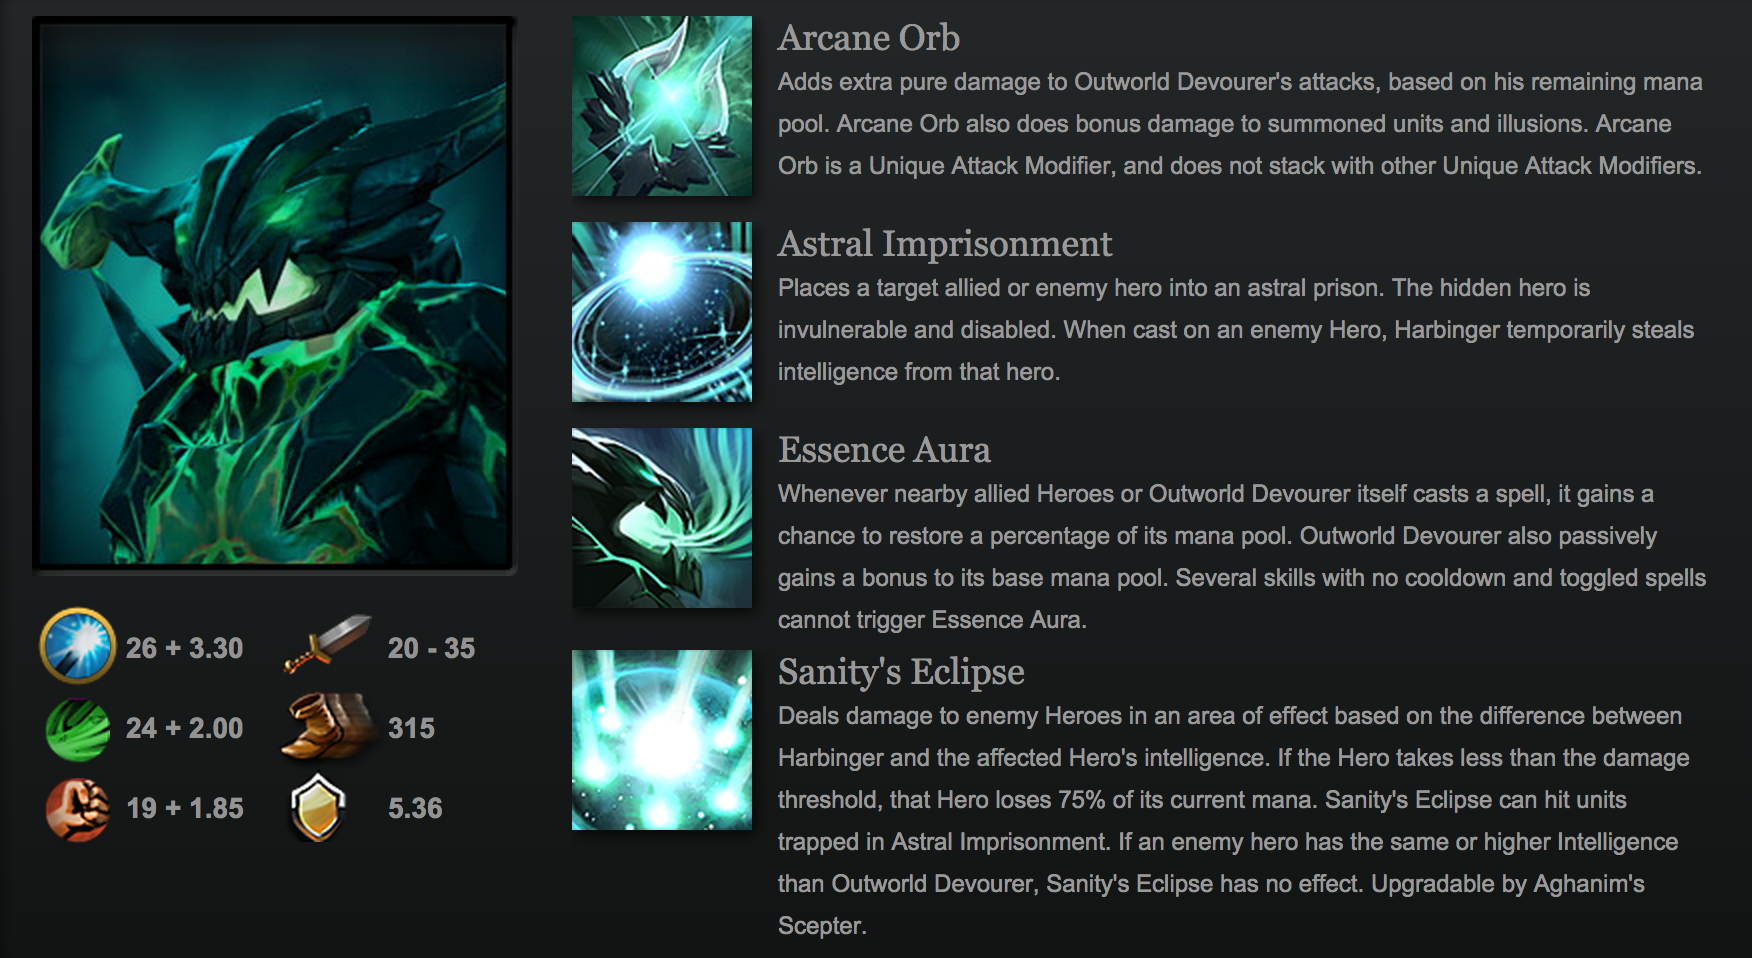 Arcane Orb
Adds extra pure damage to Outworld Devourer's attacks, based on his remaining mana
pool. Arcane Orb also does bonus damage to summoned units and illusions. Arcane
Orb is a Unique Attack Modifier, and does not stack with other Unique Attack Modifiers.
Astral Imprisonment
Places a target allied or enemy hero into an astral prison. The hidden hero is
invulnerable and disabled. When cast on an enemy Hero, Harbinger temporarily steals
intelligence from that hero.
Essence Aura
Whenever nearby allied Heroes or Outworld Devourer itself casts a spell, it gains a
chance to restore a percentage of its mana pool. Outworld Devourer also passively
gains a bonus to its base mana pool. Several skills with no cooldown and toggled spells
cannot trigger Essence Aura.
Sanity's Eclipse
Deals damage to enemy Heroes in an area of effect based on the difference between
Harbinger and the affected Hero's intelligence. If the Hero takes less than the damage
threshold, that Hero loses 75% of its current mana. Sanity's Eclipse can hit units
trapped in Astral Imprisonment. If an enemy hero has the same or higher Intelligence
than Outworld Devourer, Sanity's Eclipse has no effect. Upgradable by Aghanim's
Scepter.
26 + 3.30
20 - 35
24 + 2.00
315
19 + 1.85
5.36